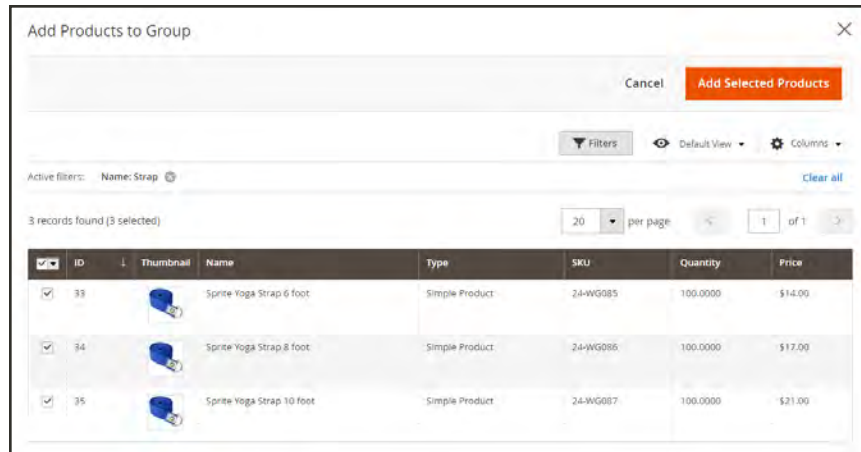 Add Products to Group
Cancel Add Selected Products
Filters Default View Columns
Active filters: Name: Strap Clear all
3 records found (3 selected) 20 per page 1 of 1
ID Thumbnail Name Type SKU Quantity Price
33 Sprite Yoga Strap 6 foot Simple Product 24-WG085 100.0000 $14.00
34 Sprite Yoga Strap 8 foot Simple Product 24-WG086 100.0000 $17.00
35 Sprite Yoga Strap 10 foot Simple Product 24-WG087 100.0000 $21.00